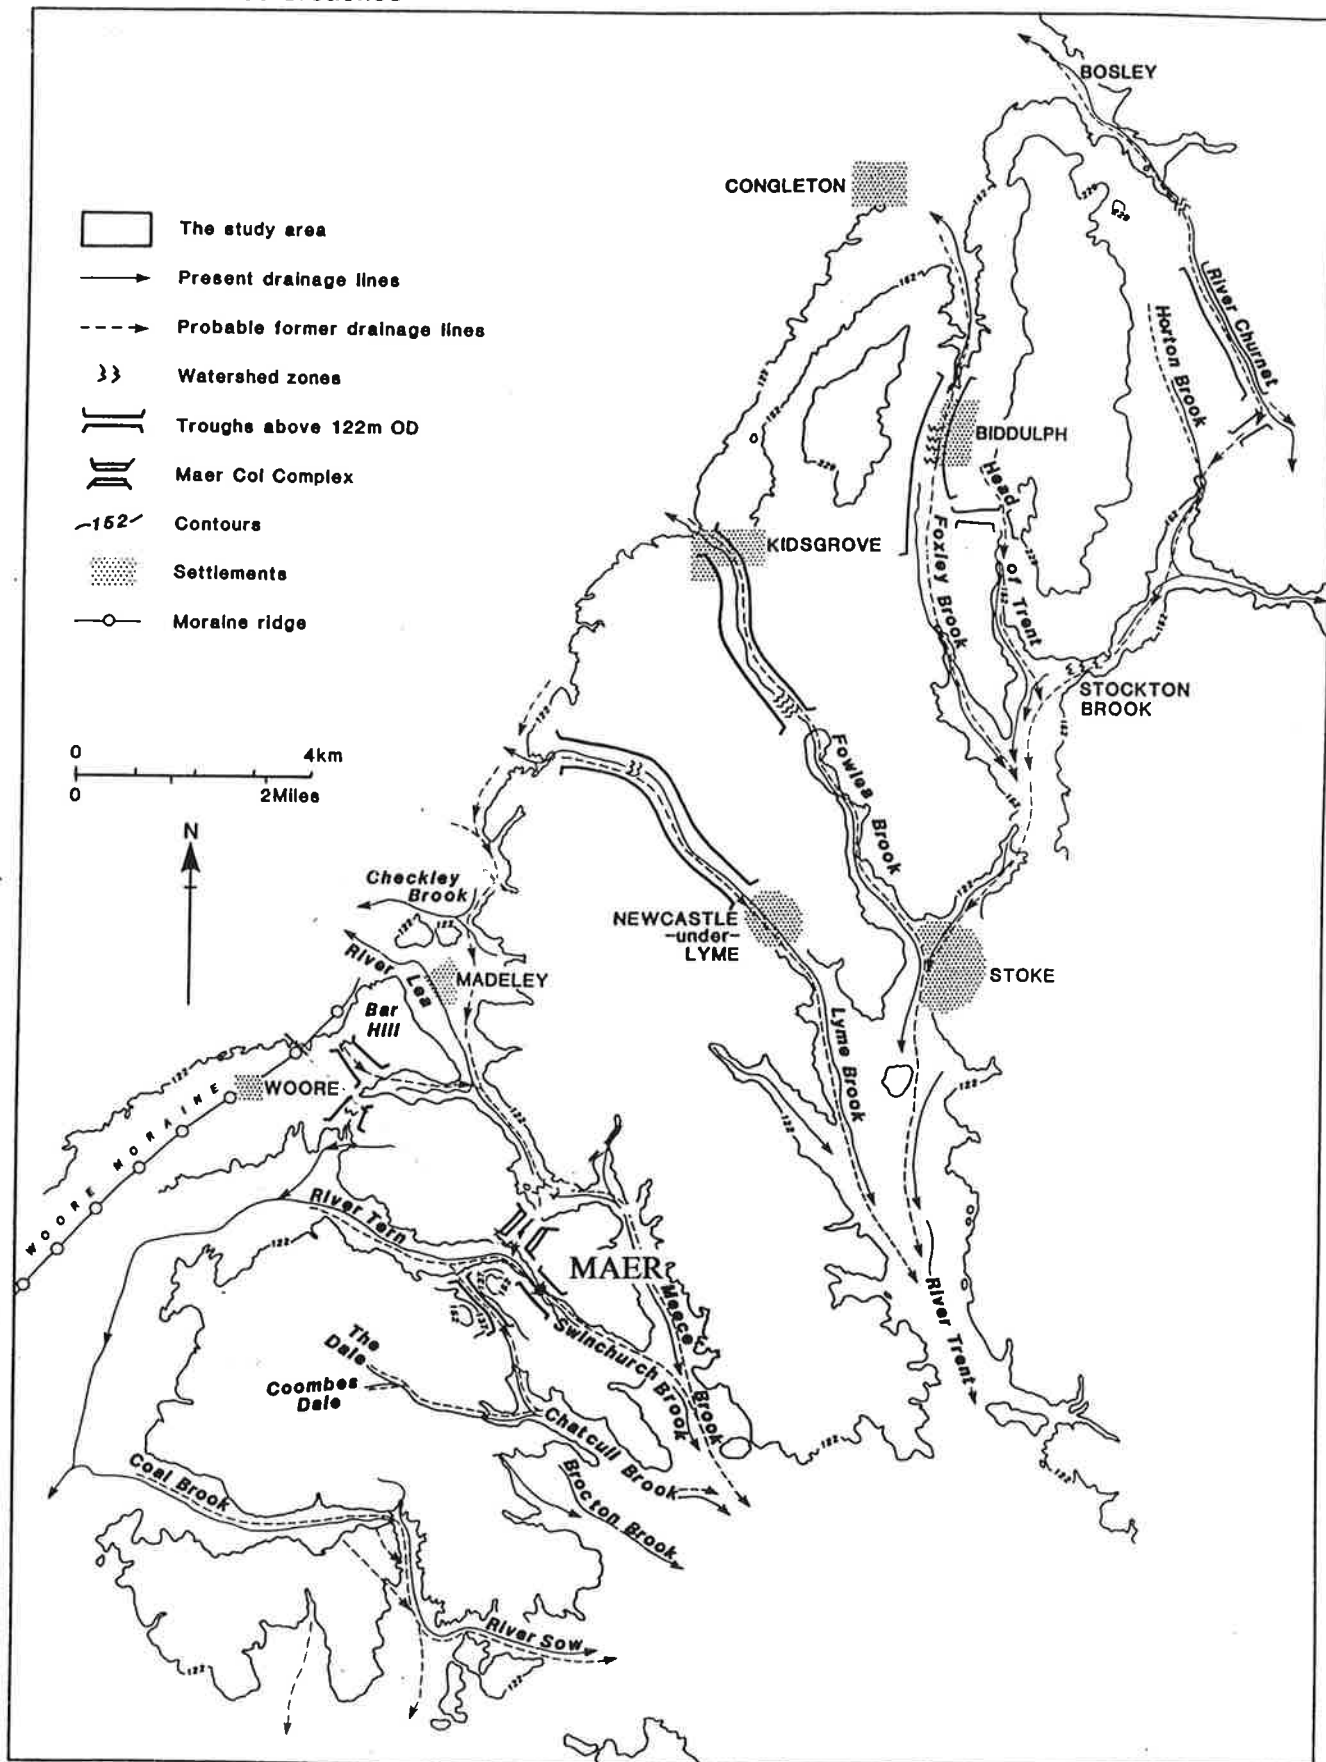 BOSLEY
CONGLETON
The study area
Present drainage lines
Probable former drainage lines
Watershed zones
Troughs above 122m OD
Maer Col Complex
152 Contours
Settlements
Moraine ridge
0 4km
0 2Miles
N
River Churnet
Horton Brook
BIDDULPH
Head of Trent
Foxley Brook
KIDSGROVE
STOCKTON
BROOK
Fowlea Brook
Checkley
Brook
NEWCASTLE
-under-
LYME
STOKE
River Lea
MADELEY
Bar
Hill
Lyme Brook
WOORE
WOORE MORAINE
River Tern
MAER
Meece Brook
Swinchurch Brook
River Trent
The
Dale
Coombes
Dale
Chatcull Brook
Coal Brook
Brocton Brook
River Sow
122
152
229
137